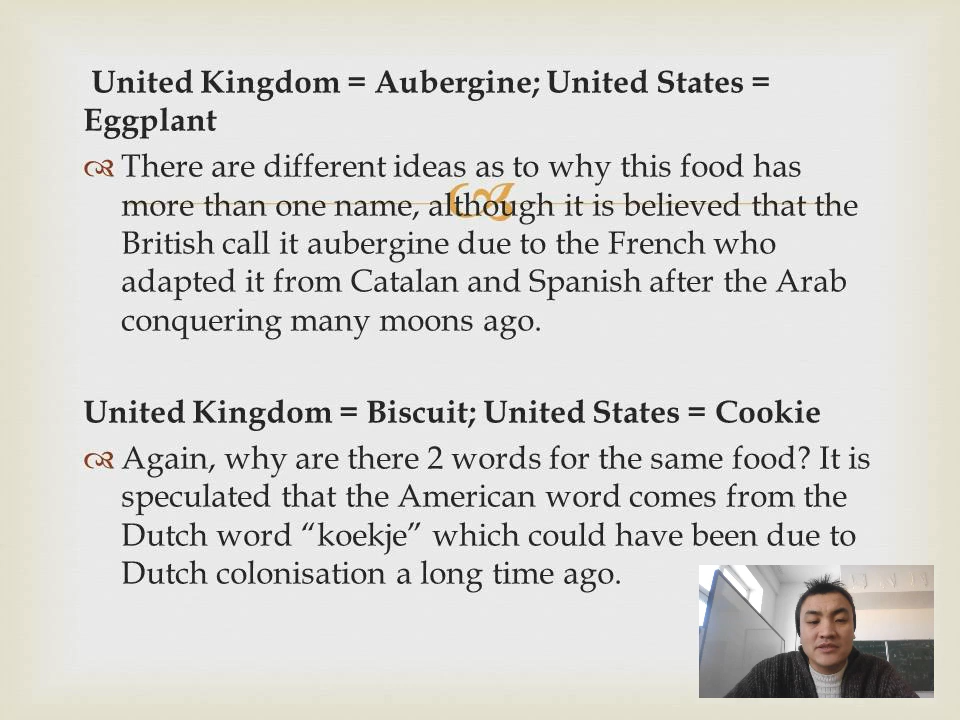 United Kingdom = Aubergine; United States =
Eggplant
There are different ideas as to why this food has
more than one name, although it is believed that the
British call it aubergine due to the French who
adapted it from Catalan and Spanish after the Arab
conquering many moons ago.
United Kingdom = Biscuit; United States = Cookie
Again, why are there 2 words for the same food? It is
speculated that the American word comes from the
Dutch word “koekje” which could have been due to
Dutch colonisation a long time ago.